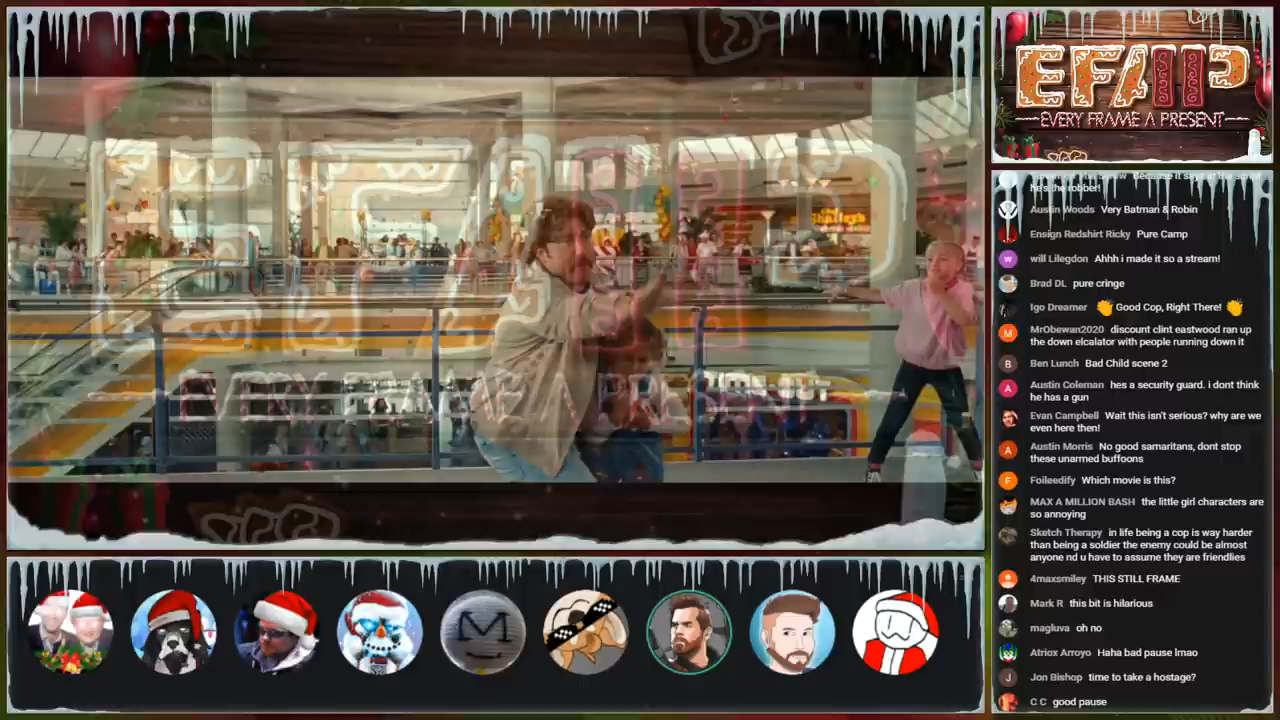 EFAP
EVERY FRAME A PRESENT
EVERY FRAME A PRESENT
he's the robber!
Austin Woods Very Batman & Robin
Ensign Redshirt Ricky Pure Camp
w will Lilegdon Ahhh i made it so a stream!
Brad DL pure cringe
Igo Dreamer 👏 Good Cop, Right There! 👏
M MrObewan2020 discount clint eastwood ran up
the down elcalator with people running down it
B Ben Lunch Bad Child scene 2
A Austin Coleman hes a security guard. i dont think
he has a gun
Evan Campbell Wait this isn't serious? why are we
even here then!
A Austin Morris No good samaritans, dont stop
these unarmed buffoons
F Foileedify Which movie is this?
MAX A MILLION BASH the little girl characters are
so annoying
Sketch Therapy in life being a cop is way harder
than being a soldier the enemy could be almost
anyone nd u have to assume they are friendlies
4maxsmiley THIS STILL FRAME
Mark R this bit is hilarious
magluva oh no
Atriox Arroyo Haha bad pause lmao
J Jon Bishop time to take a hostage?
C C good pause
M